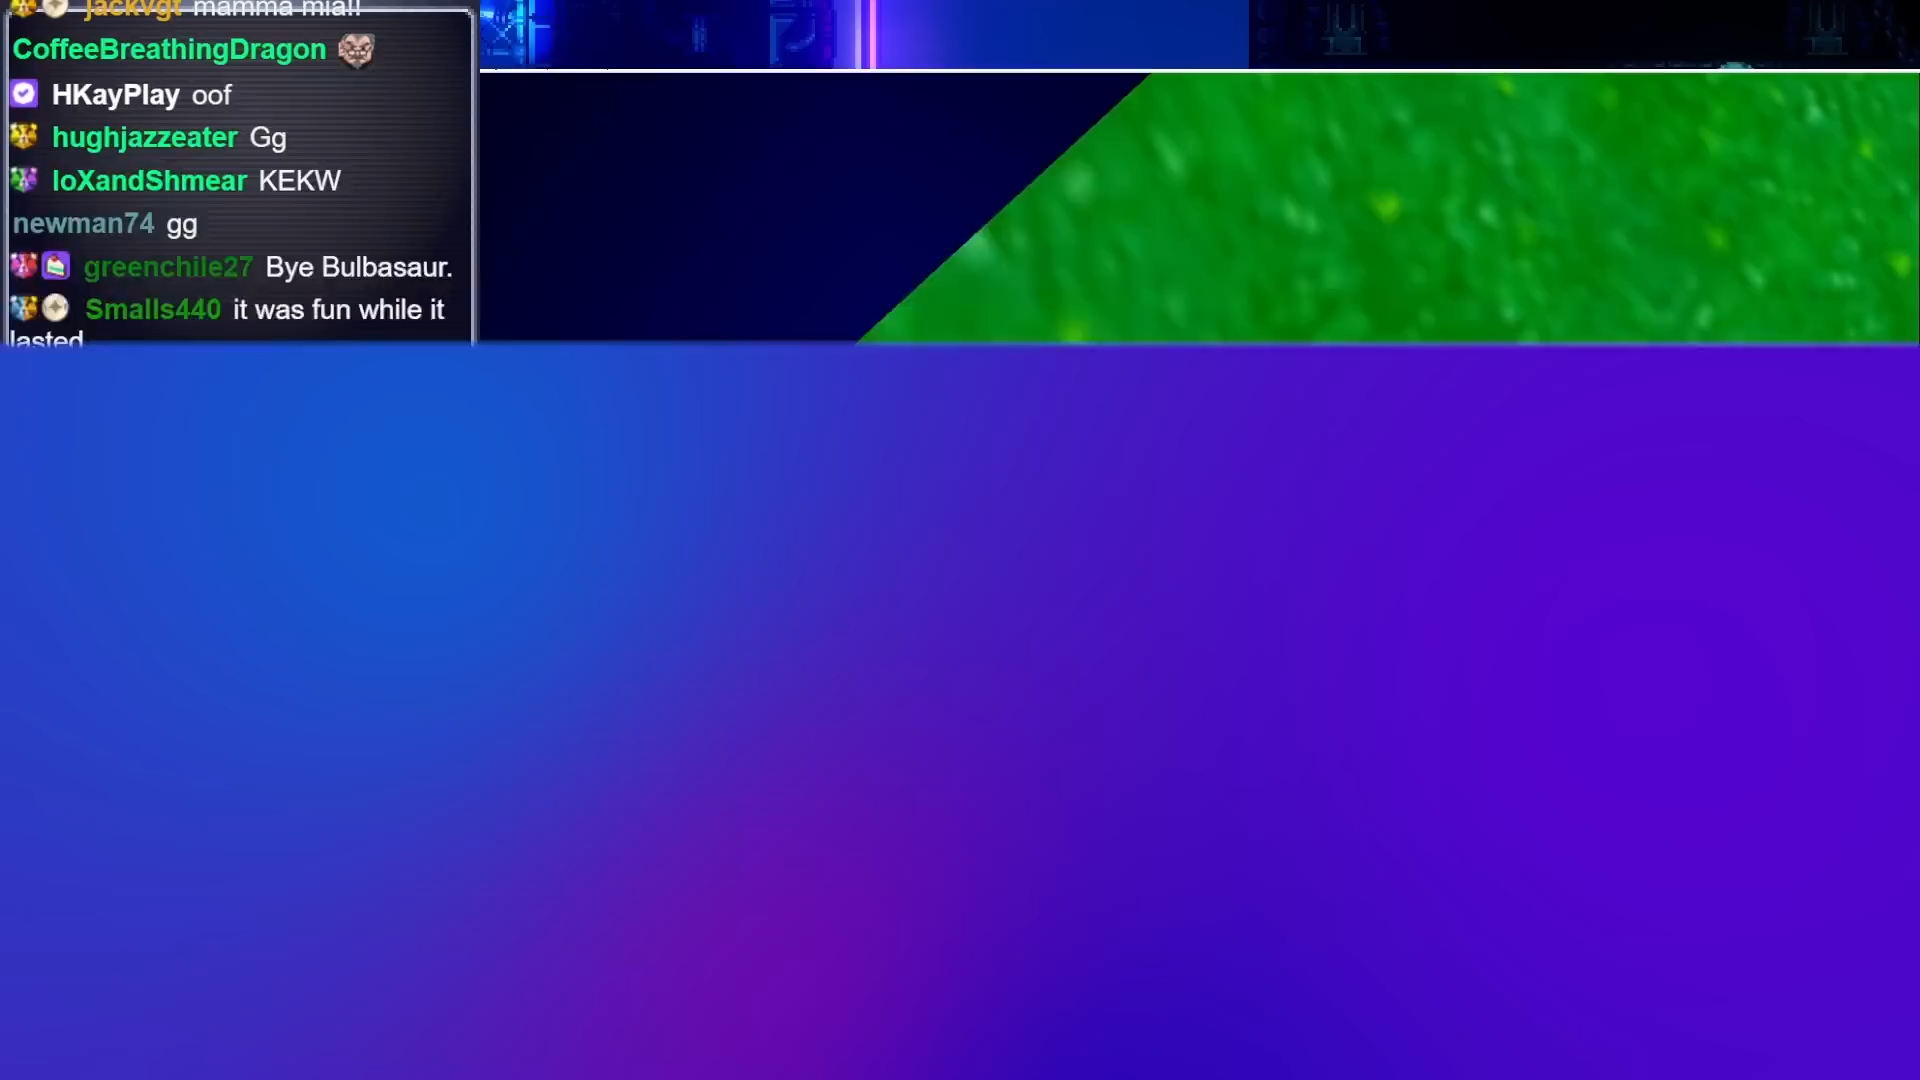 jackvgt mamma mia!!
CoffeeBreathingDragon
HKayPlay oof
hughjazzeater Gg
loXandShmear KEKW
newman74 gg
greenchile27 Bye Bulbasaur.
Smalls440 it was fun while it
lasted